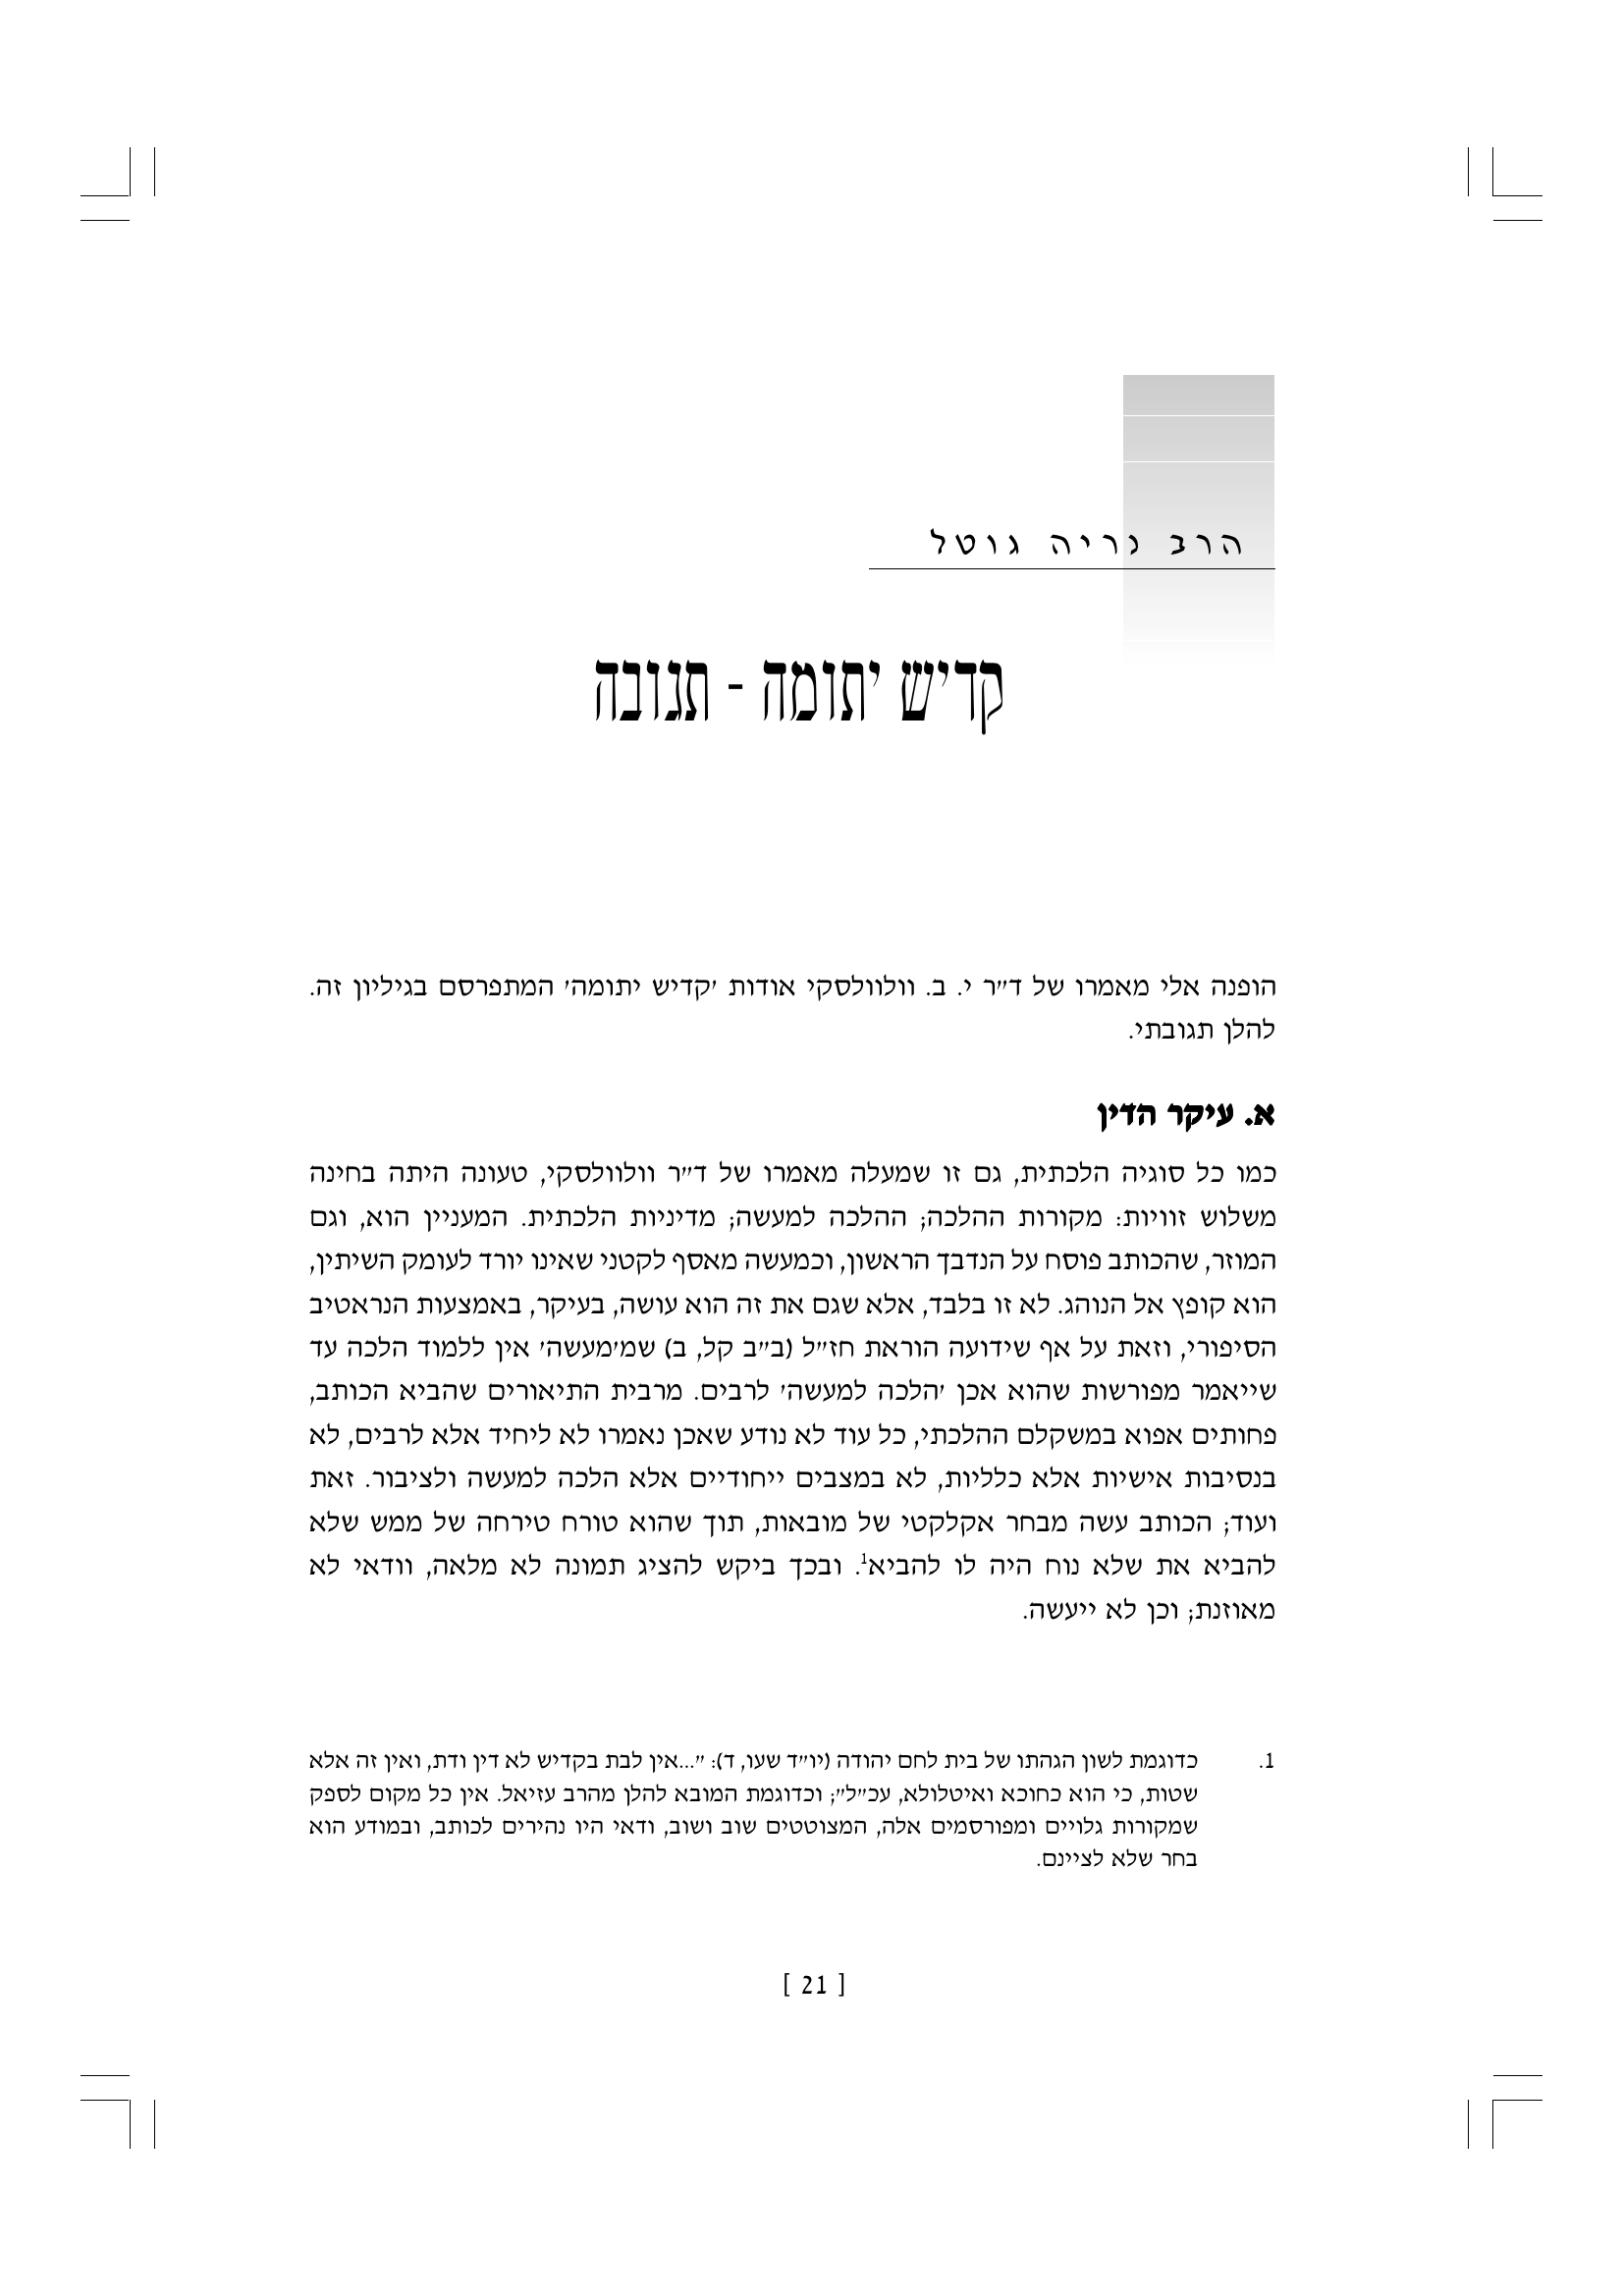 הרב נריה גוטל
קדיש יתומה - תגובה
הופנה אלי מאמרו של ד"ר י. ב. וולוולסקי אודות 'קדיש יתומה' המתפרסם בגיליון זה.
להלן תגובתי.
א. עיקר הדין
כמו כל סוגיה הלכתית, גם זו שמעלה מאמרו של ד"ר וולוולסקי, טעונה היתה בחינה
משלוש זוויות: מקורות ההלכה; ההלכה למעשה; מדיניות הלכתית. המעניין הוא, וגם
המוזר, שהכותב פוסח על הנדבך הראשון, וכמעשה מאסף לקטני שאינו יורד לעומק השיתין,
הוא קופץ אל הנוהג. לא זו בלבד, אלא שגם את זה הוא עושה, בעיקר, באמצעות הנראטיב
הסיפורי, וזאת על אף שידועה הוראת חז"ל (ב"ב קל, ב) שמ'מעשה' אין ללמוד הלכה עד
שייאמר מפורשות שהוא אכן 'הלכה למעשה' לרבים. מרבית התיאורים שהביא הכותב,
פחותים אפוא במשקלם ההלכתי, כל עוד לא נודע שאכן נאמרו לא ליחיד אלא לרבים, לא
בנסיבות אישיות אלא כלליות, לא במצבים ייחודיים אלא הלכה למעשה ולציבור. זאת
ועוד; הכותב עשה מבחר אקלקטי של מובאות, תוך שהוא טורח טירחה של ממש שלא
להביא את שלא נוח היה לו להביא1. ובכך ביקש להציג תמונה לא מלאה, וודאי לא
מאוזנת; וכן לא ייעשה.
1. כדוגמת לשון הגהתו של בית לחם יהודה (יו"ד שעו, ד): "...אין לבת בקדיש לא דין ודת, ואין זה אלא
שטות, כי הוא כחוכא ואיטלולא, עכ"ל"; וכדוגמת המובא להלן מהרב עזיאל. אין כל מקום לספק
שמקורות גלויים ומפורסמים אלה, המצוטטים שוב ושוב, ודאי היו נהירים לכותב, ובמודע הוא
בחר שלא לציינם.
[ 21 ]